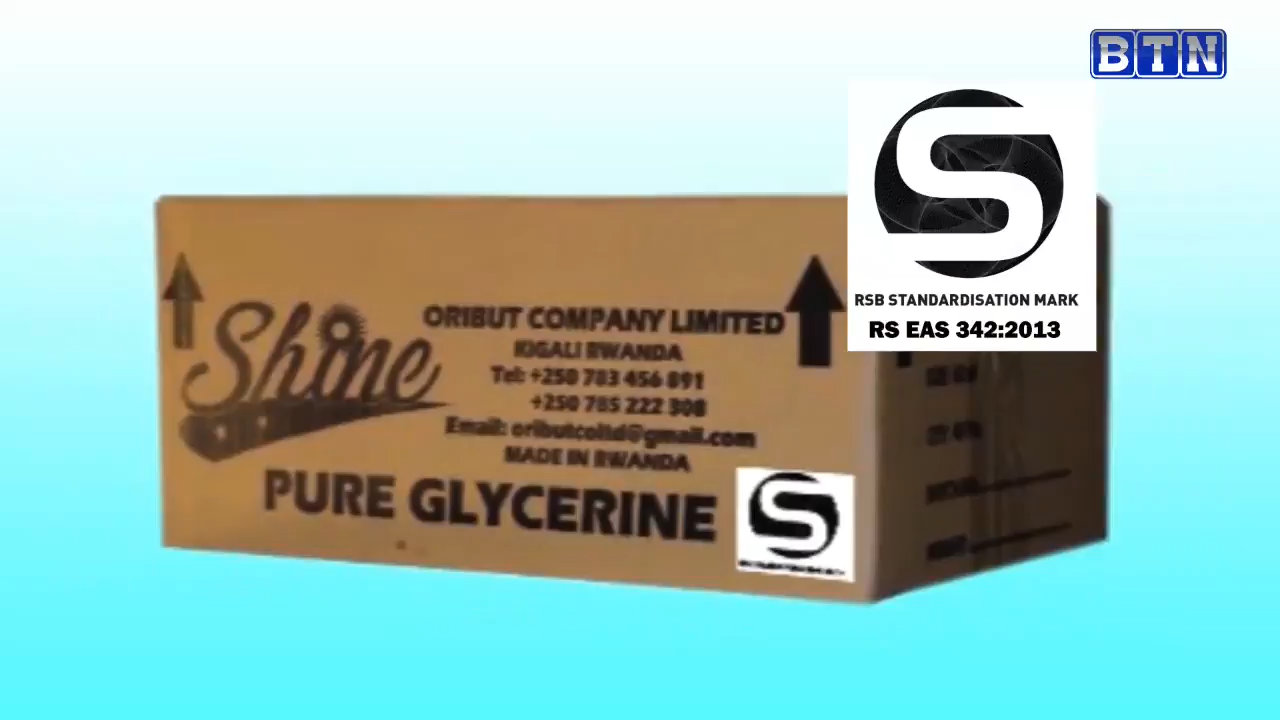 BTN
S
RSB STANDARDISATION MARK
RS EAS 342:2013
Shine
ORIBUT COMPANY LIMITED
KIGALI RWANDA
Tel: +250 783 456 891
+250 785 222 308
Email: oributcoltd@gmail.com
MADE IN RWANDA
PURE GLYCERINE
S